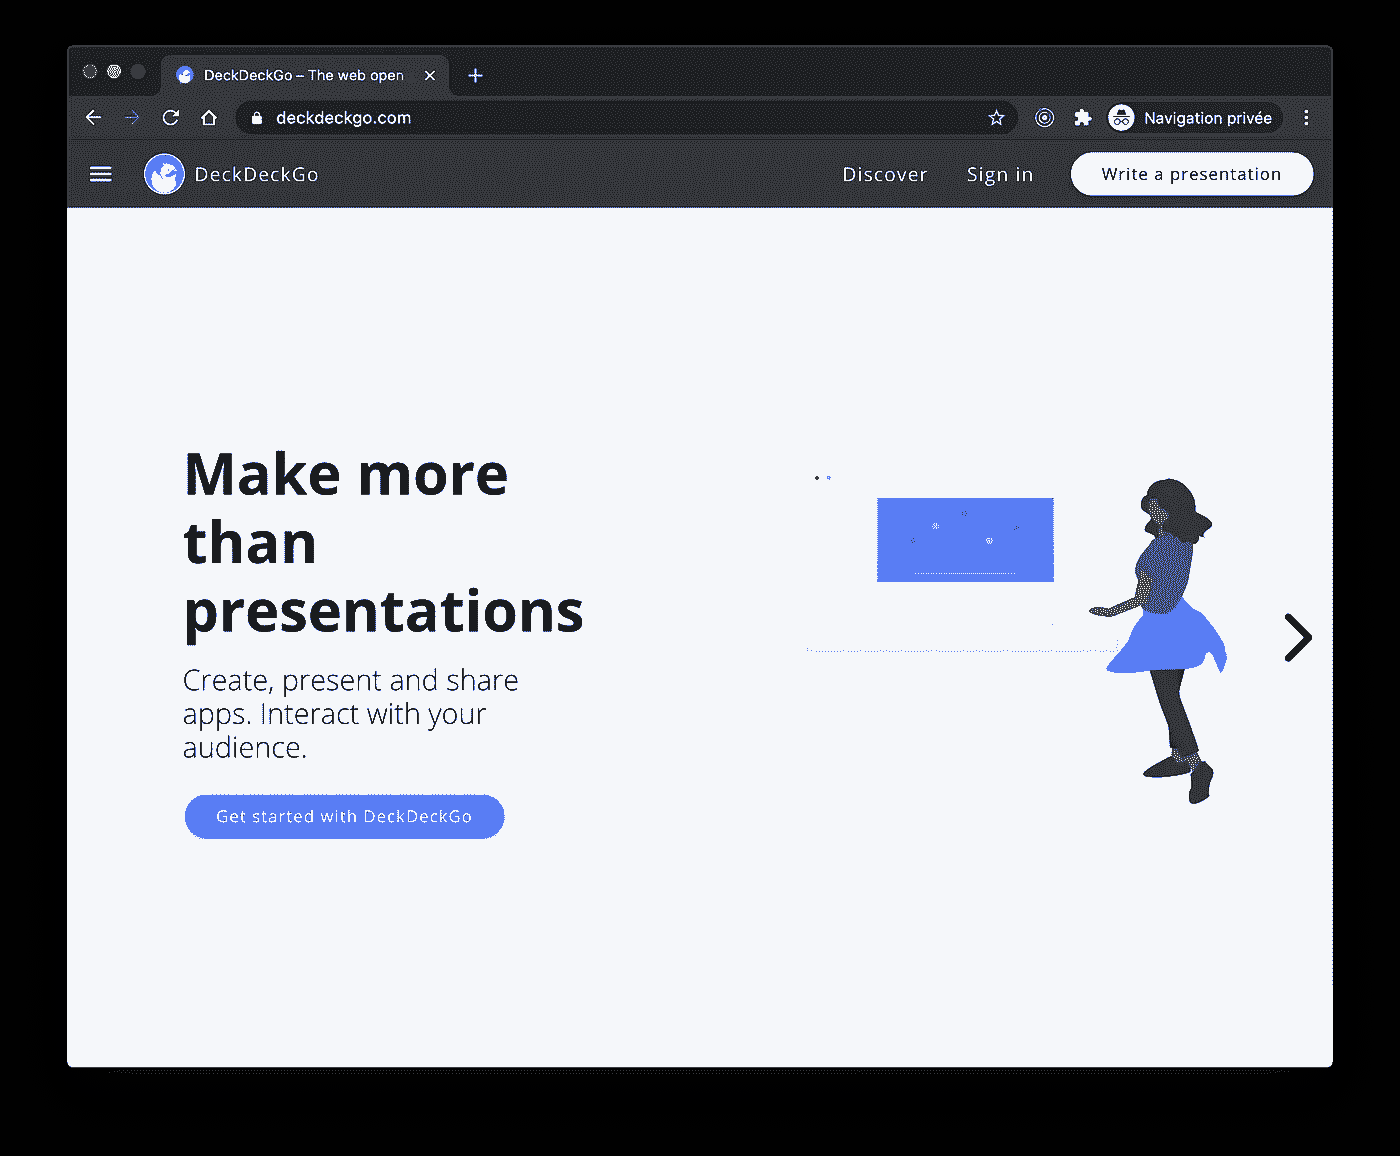 DeckDeckGo – The web open
deckdeckgo.com
Navigation privée
DeckDeckGo
Discover
Sign in
Write a presentation
Make more
than
presentations
Create, present and share
apps. Interact with your
audience.
Get started with DeckDeckGo